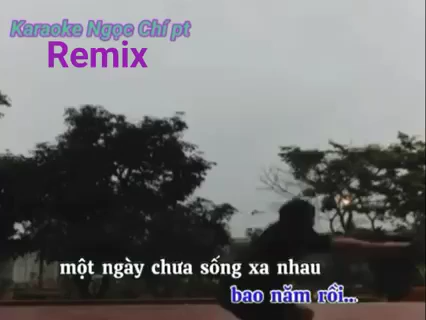 Karaoke Ngọc Chí pt
Remix
một ngày chưa sống xa nhau
bao năm rồi...